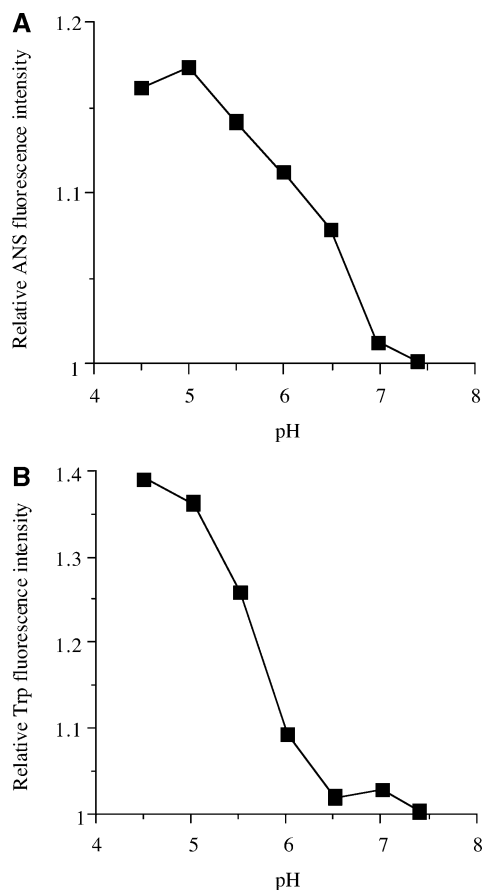 A
Relative ANS fluorescence intensity
1.2
1.1
1
4 5 6 7 8
pH
B
Relative Trp fluorescence intensity
1.4
1.3
1.2
1.1
1
4 5 6 7 8
pH